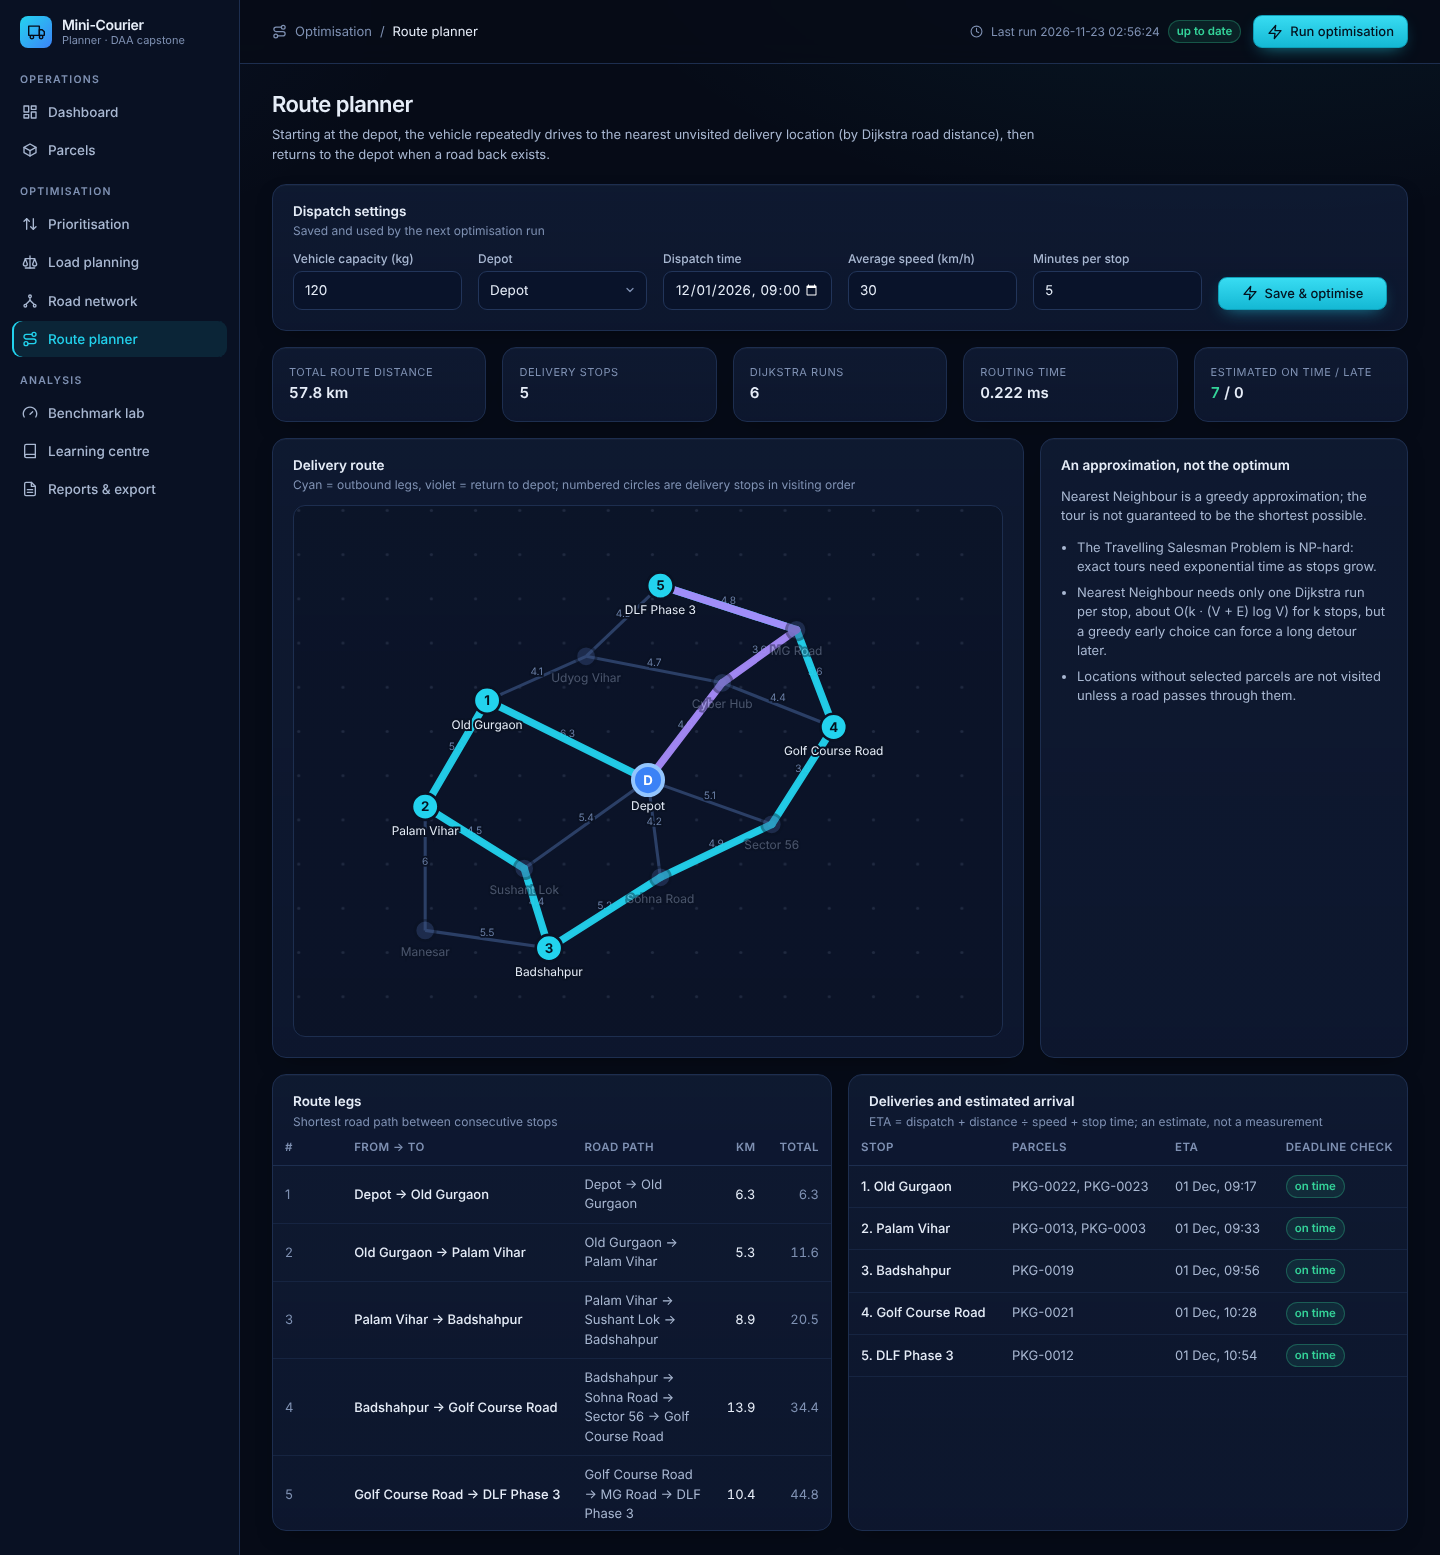 Mini-Courier
Planner · DAA capstone
OPERATIONS
Dashboard
Parcels
OPTIMISATION
Prioritisation
Load planning
Road network
Route planner
ANALYSIS
Benchmark lab
Learning centre
Reports & export
Optimisation / Route planner
Last run 2026-11-23 02:56:24
up to date
Run optimisation
Route planner
Starting at the depot, the vehicle repeatedly drives to the nearest unvisited delivery location (by Dijkstra road distance), then
returns to the depot when a road back exists.
Dispatch settings
Saved and used by the next optimisation run
Vehicle capacity (kg)
120
Depot
Depot
Dispatch time
12/01/2026, 09:00
Average speed (km/h)
30
Minutes per stop
5
Save & optimise
TOTAL ROUTE DISTANCE
57.8 km
DELIVERY STOPS
5
DIJKSTRA RUNS
6
ROUTING TIME
0.222 ms
ESTIMATED ON TIME / LATE
7 / 0
Delivery route
Cyan = outbound legs, violet = return to depot; numbered circles are delivery stops in visiting order
5
DLF Phase 3
4.8
MG Road
4.1
Udyog Vihar
4.7
Cyber Hub
4.4
1
Old Gurgaon
6.3
4
Golf Course Road
D
Depot
5.1
5.4
4.2
2
Palam Vihar
4.9
Sector 56
6
Sushant Lok
Sohna Road
5.5
Manesar
3
Badshahpur
An approximation, not the optimum
Nearest Neighbour is a greedy approximation; the
tour is not guaranteed to be the shortest possible.
• The Travelling Salesman Problem is NP-hard:
exact tours need exponential time as stops grow.
• Nearest Neighbour needs only one Dijkstra run
per stop, about O(k · (V + E) log V) for k stops, but
a greedy early choice can force a long detour
later.
• Locations without selected parcels are not visited
unless a road passes through them.
Route legs
Shortest road path between consecutive stops
# FROM → TO ROAD PATH KM TOTAL
1 Depot → Old Gurgaon Depot → Old 6.3 6.3
Gurgaon
2 Old Gurgaon → Palam Vihar Old Gurgaon → 5.3 11.6
Palam Vihar
Palam Vihar →
3 Palam Vihar → Badshahpur Sushant Lok → 8.9 20.5
Badshahpur
Badshahpur →
Sohna Road →
4 Badshahpur → Golf Course Road Sector 56 → Golf 13.9 34.4
Course Road
Golf Course Road
5 Golf Course Road → DLF Phase 3 → MG Road → DLF 10.4 44.8
Phase 3
Deliveries and estimated arrival
ETA = dispatch + distance ÷ speed + stop time; an estimate, not a measurement
STOP PARCELS ETA DEADLINE CHECK
1. Old Gurgaon PKG-0022, PKG-0023 01 Dec, 09:17 on time
2. Palam Vihar PKG-0013, PKG-0003 01 Dec, 09:33 on time
3. Badshahpur PKG-0019 01 Dec, 09:56 on time
4. Golf Course Road PKG-0021 01 Dec, 10:28 on time
5. DLF Phase 3 PKG-0012 01 Dec, 10:54 on time